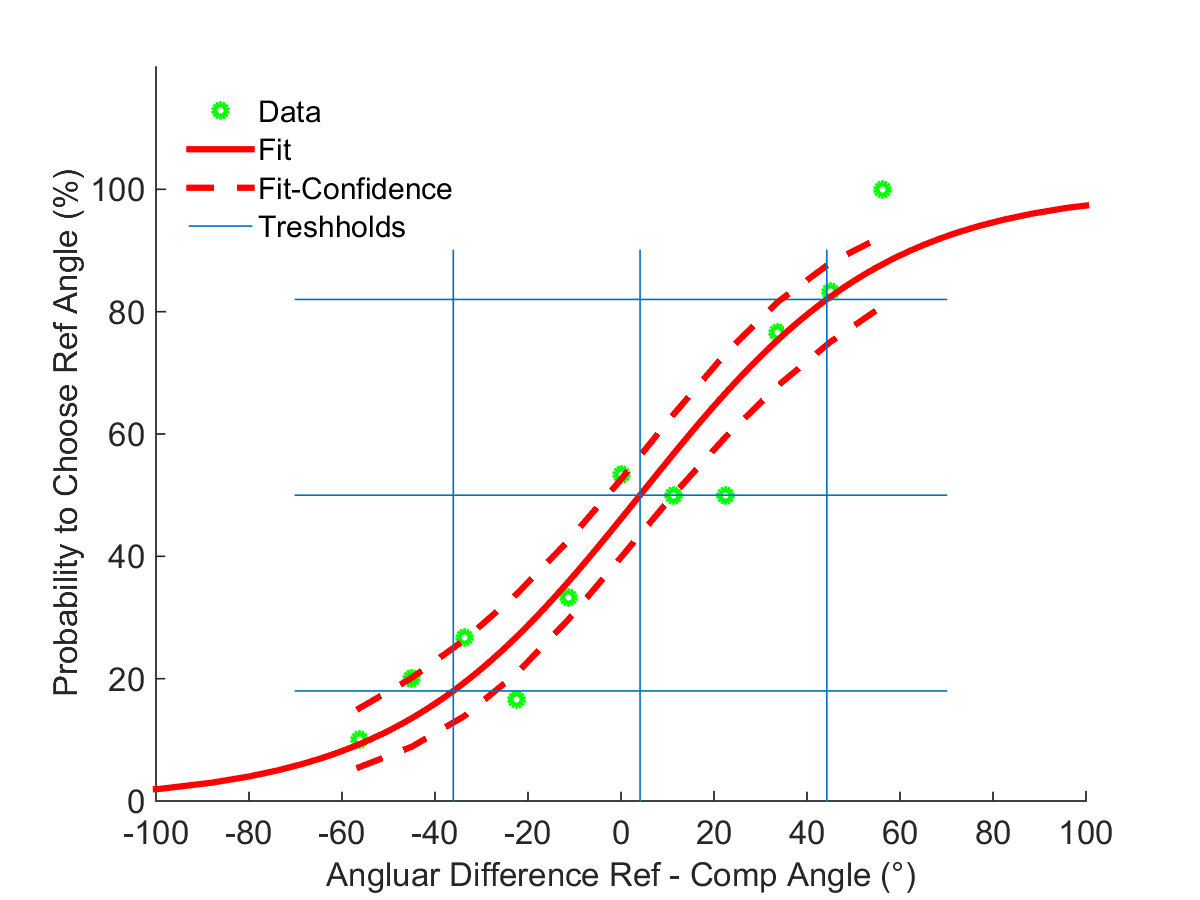 Data
Fit
Fit-Confidence
Treshholds
Probability to Choose Ref Angle (%)
100
80
60
40
20
0
-100 -80 -60 -40 -20 0 20 40 60 80 100
Angluar Difference Ref - Comp Angle (°)